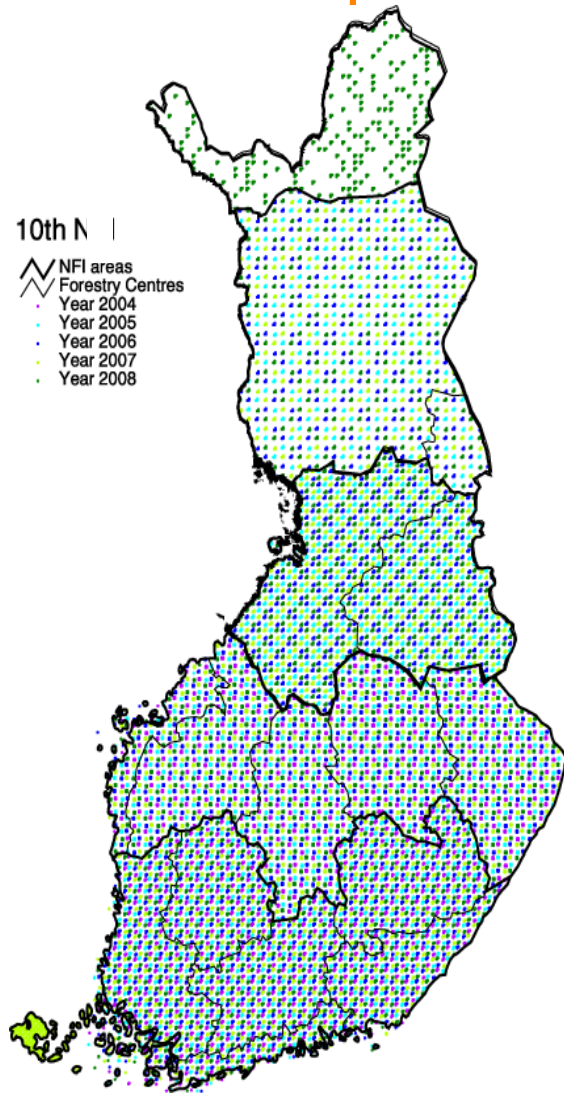 10th N
NFI areas
Forestry Centres
Year 2004
Year 2005
Year 2006
Year 2007
Year 2008